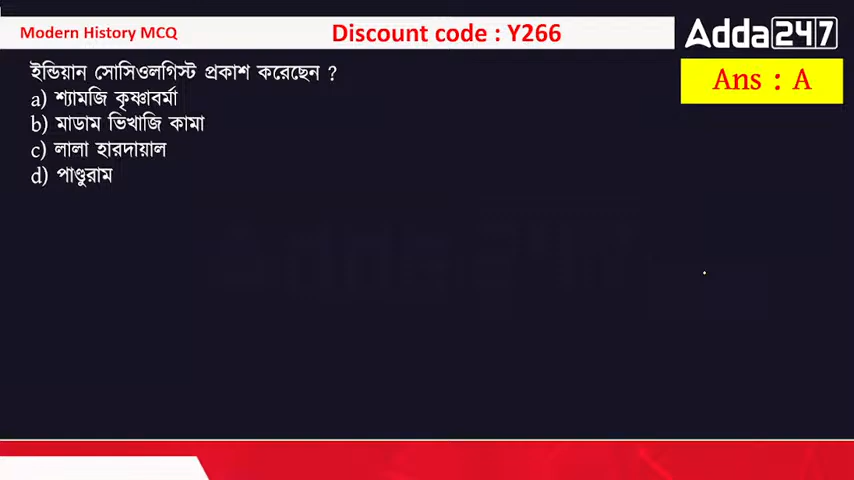 Modern History MCQ
Discount code : Y266
Adda247
Ans : A
ইন্ডিয়ান সোসিওলগিস্ট প্রকাশ করেছেন ?
a) শ্যামজি কৃষ্ণাবর্মা
b) মাডাম ভিখাজি কামা
c) লালা হারদায়াল
d) পাণ্ডুরাম